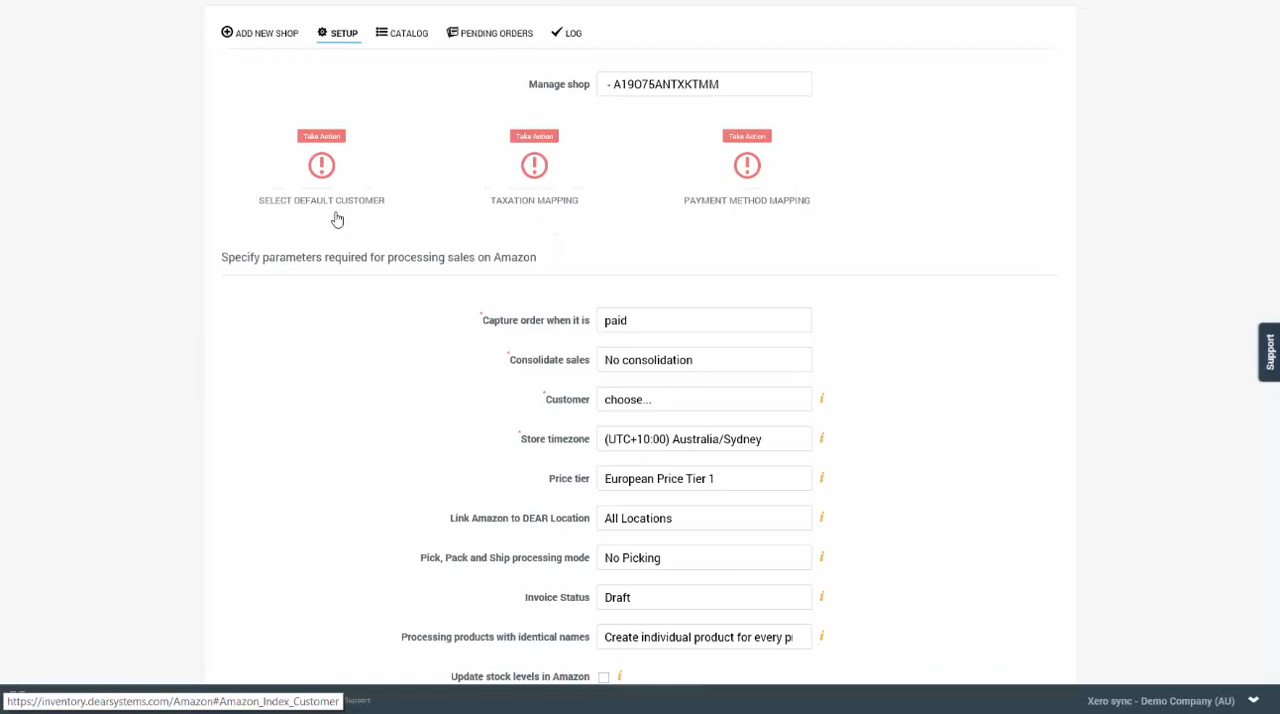 ADD NEW SHOP SETUP CATALOG PENDING ORDERS LOG
Manage shop - A19O75ANTXKTMM
Take Action Take Action Take Action
SELECT DEFAULT CUSTOMER TAXATION MAPPING PAYMENT METHOD MAPPING
Specify parameters required for processing sales on Amazon
*Capture order when it is paid
*Consolidate sales No consolidation
*Customer choose...
*Store timezone (UTC+10:00) Australia/Sydney
Price tier European Price Tier 1
Link Amazon to DEAR Location All Locations
Pick, Pack and Ship processing mode No Picking
Invoice Status Draft
Processing products with identical names Create individual product for every
Update stock levels in Amazon
Support
https://inventory.dearsystems.com/Amazon#Amazon_Index_Customer Support Xero sync - Demo Company (AU)